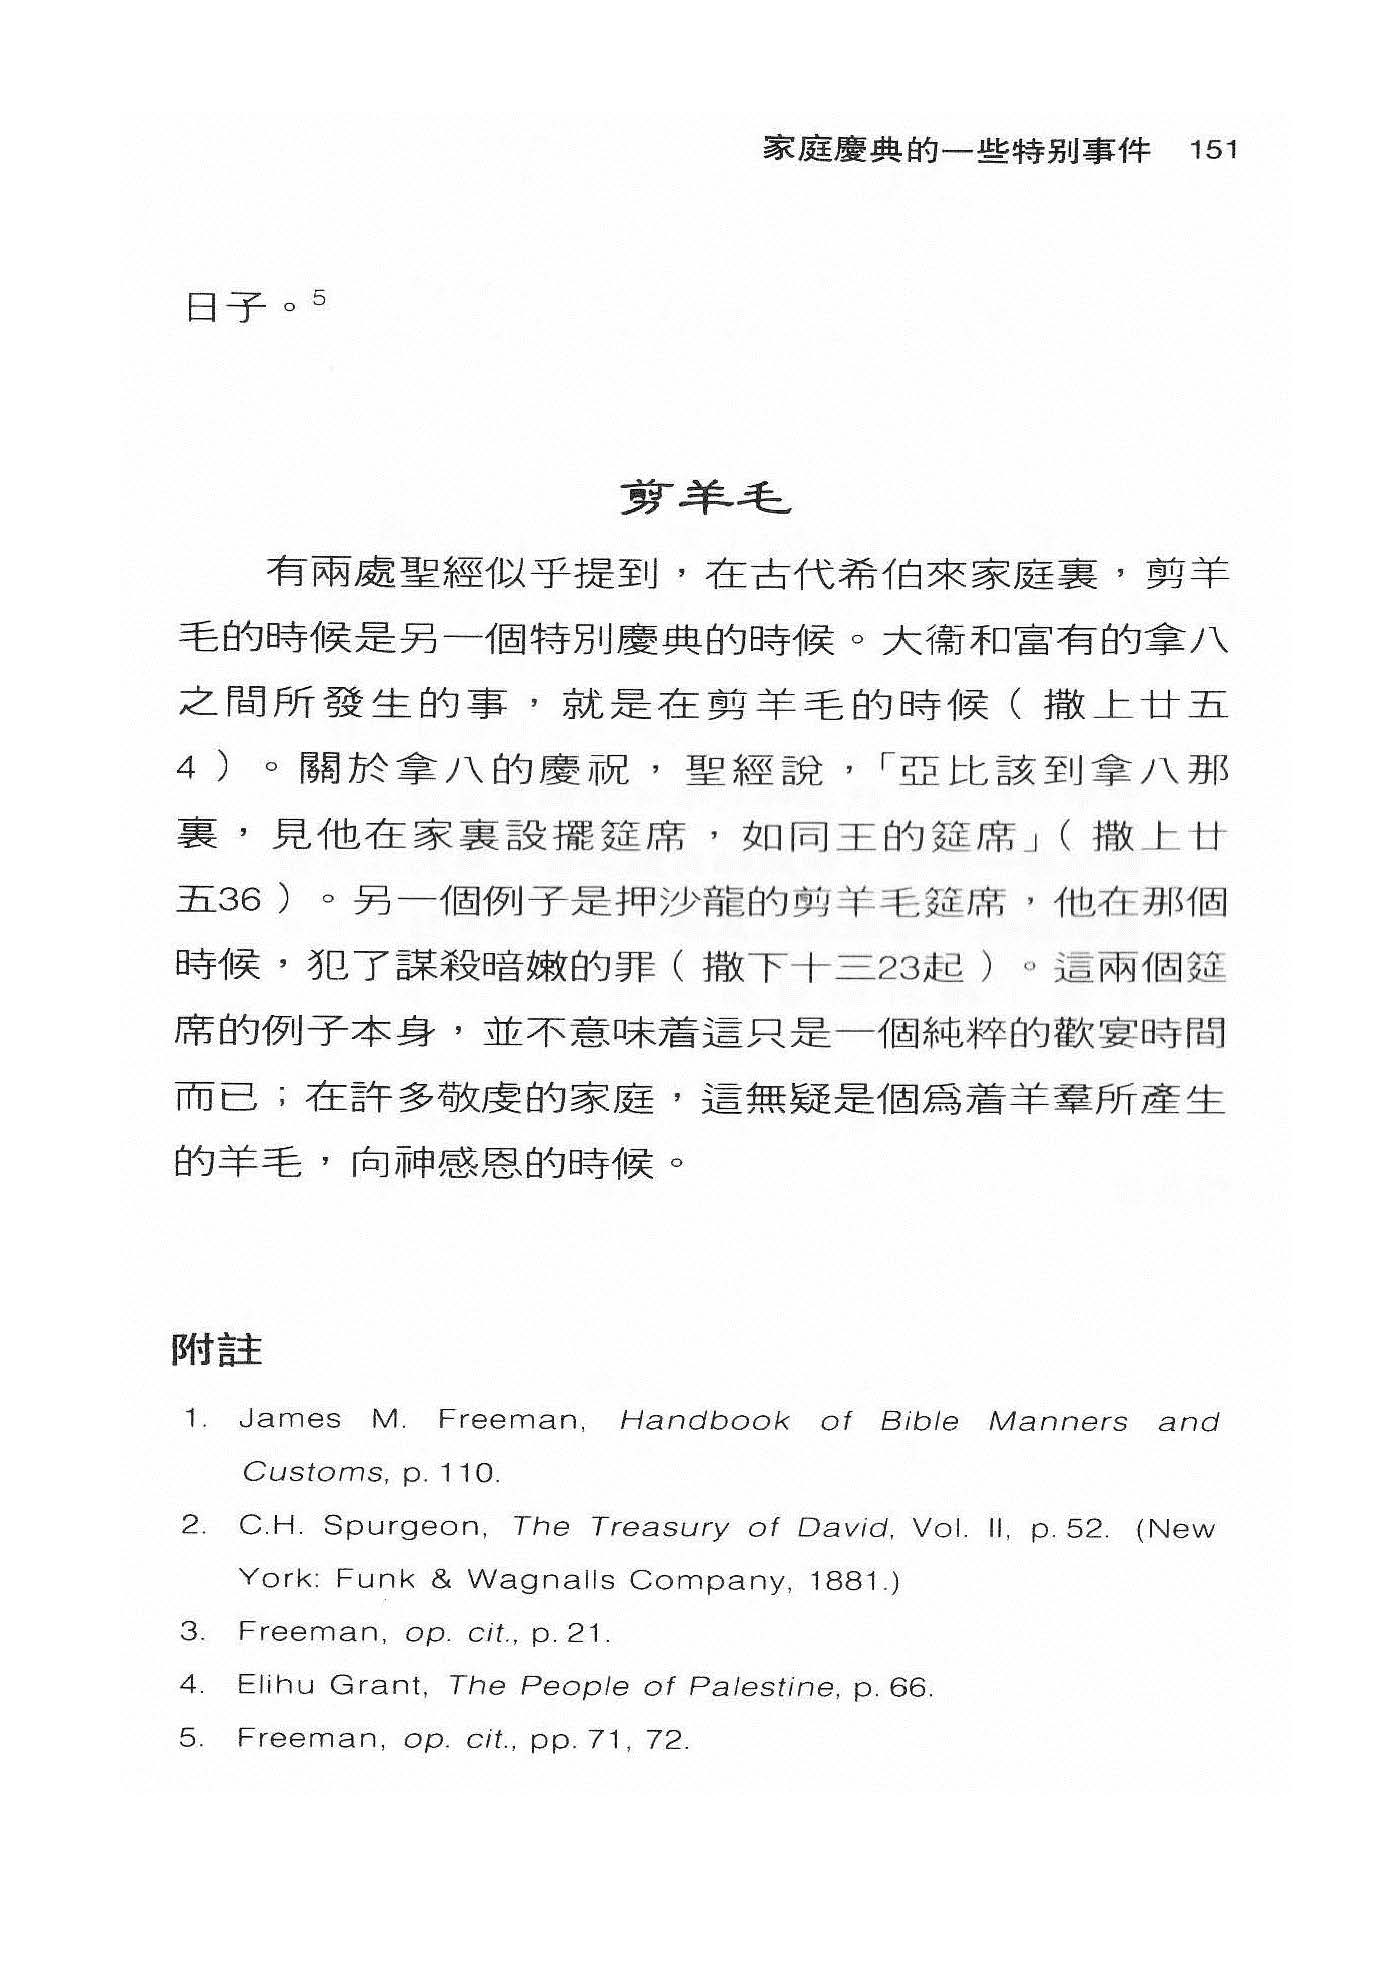 家庭慶典的一些特別事件 151
日子。5
剪羊毛
有兩處聖經似乎提到，在古代希伯來家庭裏，剪羊
毛的時候是另一個特別慶典的時候。大衞和富有的拿八
之間所發生的事，就是在剪羊毛的時候（撒上廿五
4）。關於拿八的慶祝，聖經說，「亞比該到拿八那
裏，見他在家裏設擺筵席，如同王的筵席」（撒上廿
五36）。另一個例子是押沙龍的剪羊毛筵席，他在那個
時候，犯了謀殺暗嫩的罪（撒下十三23起）。這兩個筵
席的例子本身，並不意味着這只是一個純粹的歡宴時間
而已；在許多敬虔的家庭，這無疑是個爲着羊羣所產生
的羊毛，向神感恩的時候。
附註
1. James M. Freeman, Handbook of Bible Manners and
Customs, p. 110.
2. C.H. Spurgeon, The Treasury of David, Vol. II, p. 52. (New
York: Funk & Wagnalls Company, 1881.)
3. Freeman, op. cit., p. 21.
4. Elihu Grant, The People of Palestine, p. 66.
5. Freeman, op. cit., pp. 71, 72.